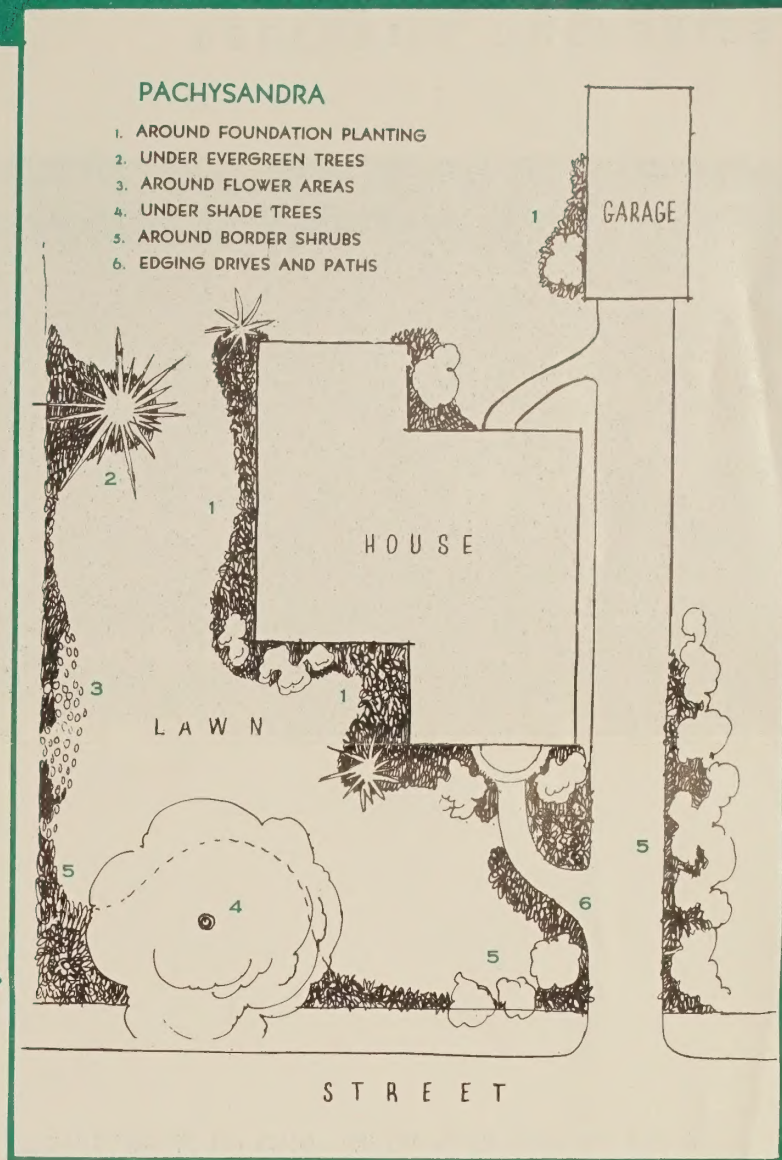 PACHYSANDRA
1. AROUND FOUNDATION PLANTING
2. UNDER EVERGREEN TREES
3. AROUND FLOWER AREAS
4. UNDER SHADE TREES
5. AROUND BORDER SHRUBS
6. EDGING DRIVES AND PATHS
1
GARAGE
2
1
HOUSE
3
1
LAWN
5
5
4
6
5
STREET